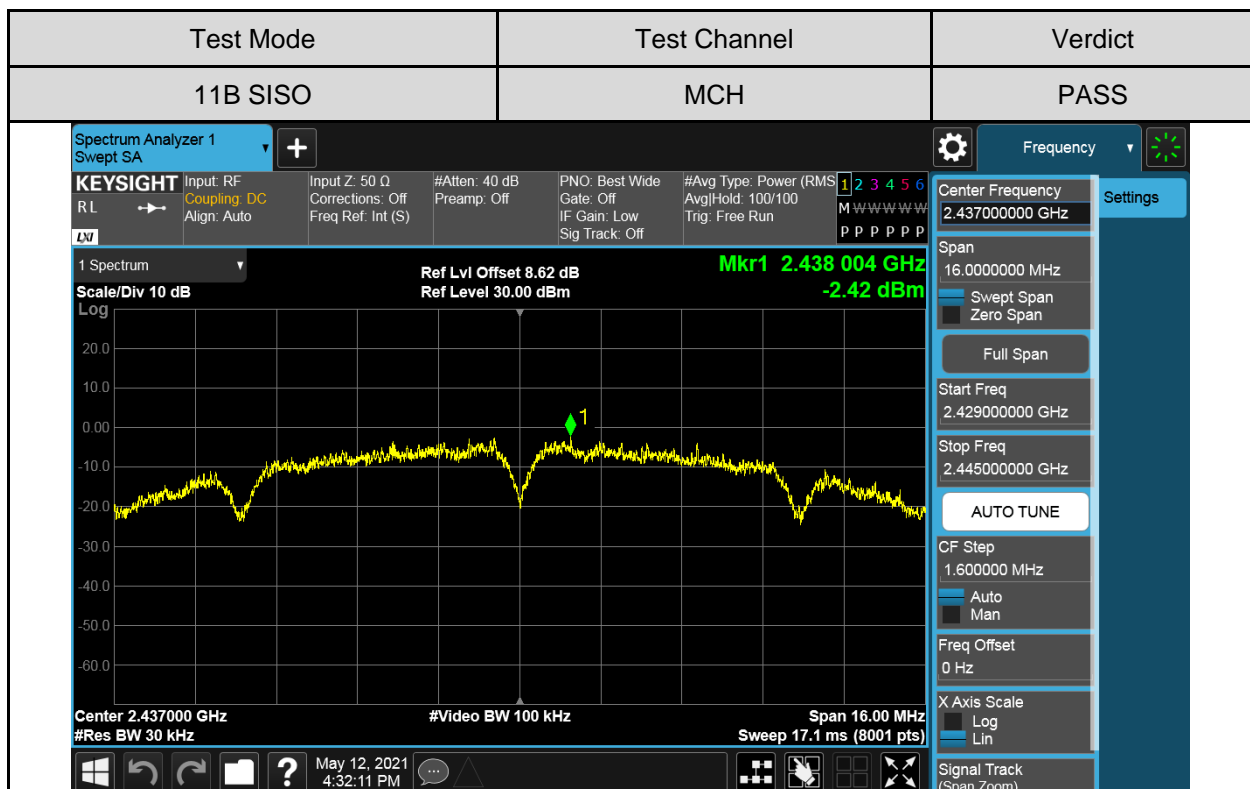 Test Mode Test Channel Verdict
11B SISO MCH PASS
Spectrum Analyzer 1
Swept SA
Frequency
KEYSIGHT Input: RF Input Z: 50 Ω #Atten: 40 dB PNO: Best Wide #Avg Type: Power (RMS 1 2 3 4 5 6
RL Coupling: DC Corrections: Off Preamp: Off Gate: Off Avg|Hold: 100/100 M W W W W W
Align: Auto Freq Ref: Int (S) IF Gain: Low Trig: Free Run
LXI Sig Track: Off P P P P P P
1 Spectrum Ref Lvl Offset 8.62 dB Mkr1 2.438 004 GHz
Scale/Div 10 dB Ref Level 30.00 dBm -2.42 dBm
Log
20.0
10.0
1
0.00
-10.0
-20.0
-30.0
-40.0
-50.0
-60.0
Center 2.437000 GHz #Video BW 100 kHz Span 16.00 MHz
#Res BW 30 kHz Sweep 17.1 ms (8001 pts)
?
May 12, 2021
4:32:11 PM
Center Frequency
2.437000000 GHz
Settings
Span
16.0000000 MHz
Swept Span
Zero Span
Full Span
Start Freq
2.429000000 GHz
Stop Freq
2.445000000 GHz
AUTO TUNE
CF Step
1.600000 MHz
Auto
Man
Freq Offset
0 Hz
X Axis Scale
Log
Lin
Signal Track
(Span Zoom)